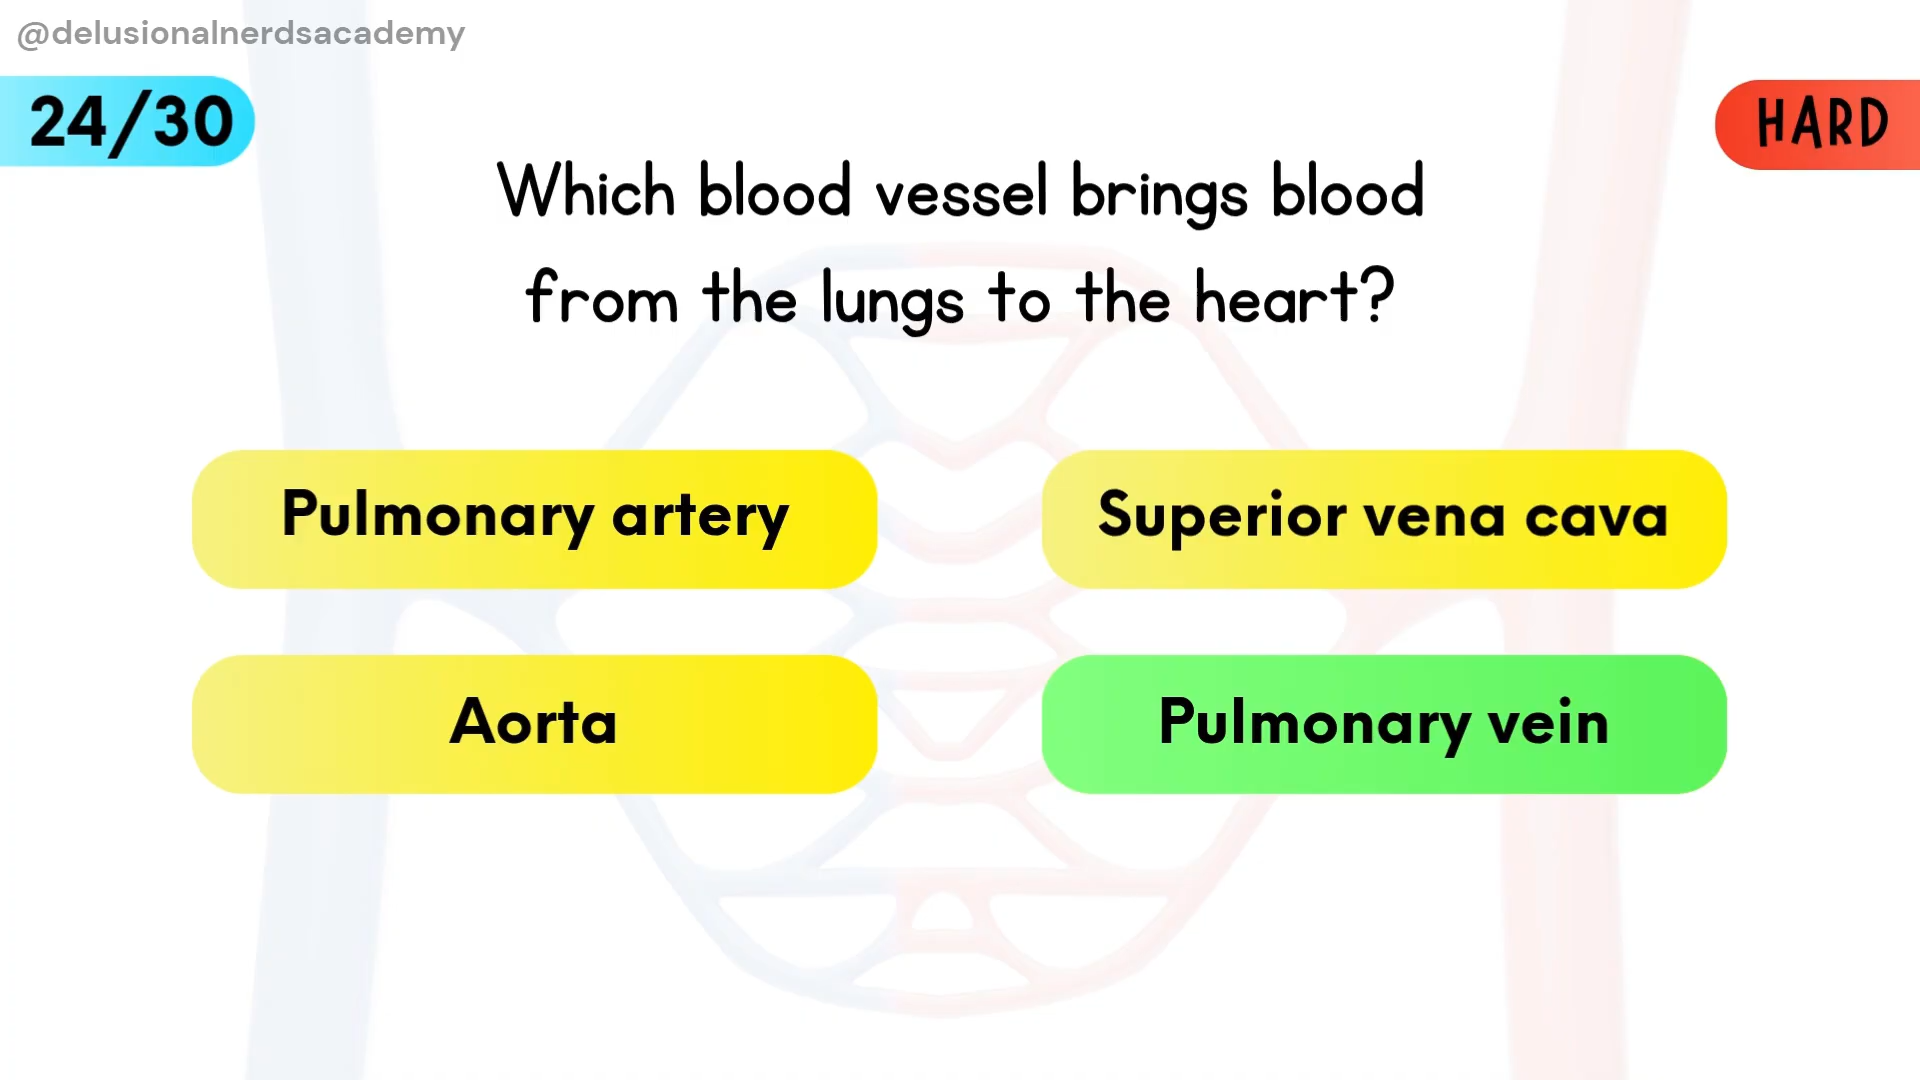 @delusionalnerdsacademy
24/30
HARD
Which blood vessel brings blood
from the lungs to the heart?
Pulmonary artery
Superior vena cava
Aorta
Pulmonary vein